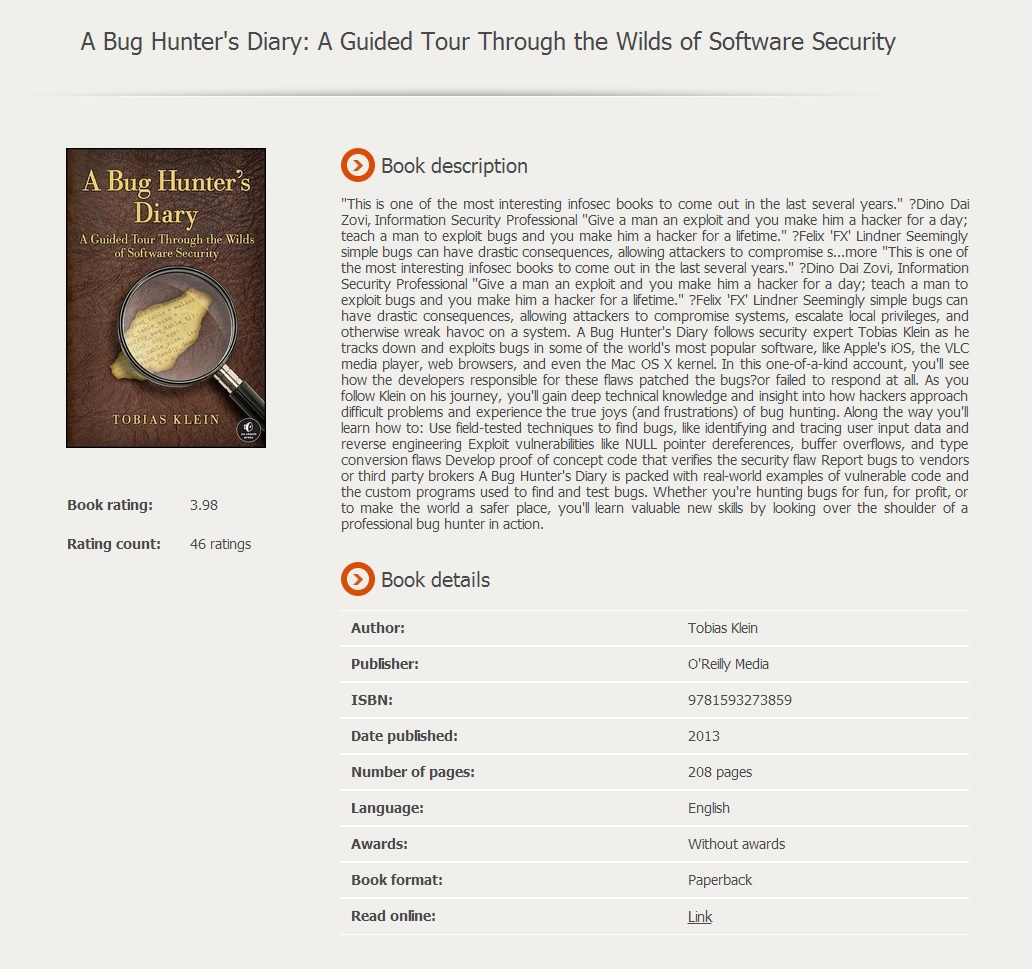 A Bug Hunter's Diary: A Guided Tour Through the Wilds of Software Security
A Bug Hunter's
Diary
A Guided Tour Through the Wilds
of Software Security
TOBIAS KLEIN
Book rating: 3.98
Rating count: 46 ratings
Book description
"This is one of the most interesting infosec books to come out in the last several years." ?Dino Dai
Zovi, Information Security Professional "Give a man an exploit and you make him a hacker for a day;
teach a man to exploit bugs and you make him a hacker for a lifetime." ?Felix 'FX' Lindner Seemingly
simple bugs can have drastic consequences, allowing attackers to compromise s...more "This is one of
the most interesting infosec books to come out in the last several years." ?Dino Dai Zovi, Information
Security Professional "Give a man an exploit and you make him a hacker for a day; teach a man to
exploit bugs and you make him a hacker for a lifetime." ?Felix 'FX' Lindner Seemingly simple bugs can
have drastic consequences, allowing attackers to compromise systems, escalate local privileges, and
otherwise wreak havoc on a system. A Bug Hunter's Diary follows security expert Tobias Klein as he
tracks down and exploits bugs in some of the world's most popular software, like Apple's iOS, the VLC
media player, web browsers, and even the Mac OS X kernel. In this one-of-a-kind account, you'll see
how the developers responsible for these flaws patched the bugs?or failed to respond at all. As you
follow Klein on his journey, you'll gain deep technical knowledge and insight into how hackers approach
difficult problems and experience the true joys (and frustrations) of bug hunting. Along the way you'll
learn how to: Use field-tested techniques to find bugs, like identifying and tracing user input data and
reverse engineering Exploit vulnerabilities like NULL pointer dereferences, buffer overflows, and type
conversion flaws Develop proof of concept code that verifies the security flaw Report bugs to vendors
or third party brokers A Bug Hunter's Diary is packed with real-world examples of vulnerable code and
the custom programs used to find and test bugs. Whether you're hunting bugs for fun, for profit, or
to make the world a safer place, you'll learn valuable new skills by looking over the shoulder of a
professional bug hunter in action.
Book details
Author: Tobias Klein
Publisher: O'Reilly Media
ISBN: 9781593273859
Date published: 2013
Number of pages: 208 pages
Language: English
Awards: Without awards
Book format: Paperback
Read online: Link